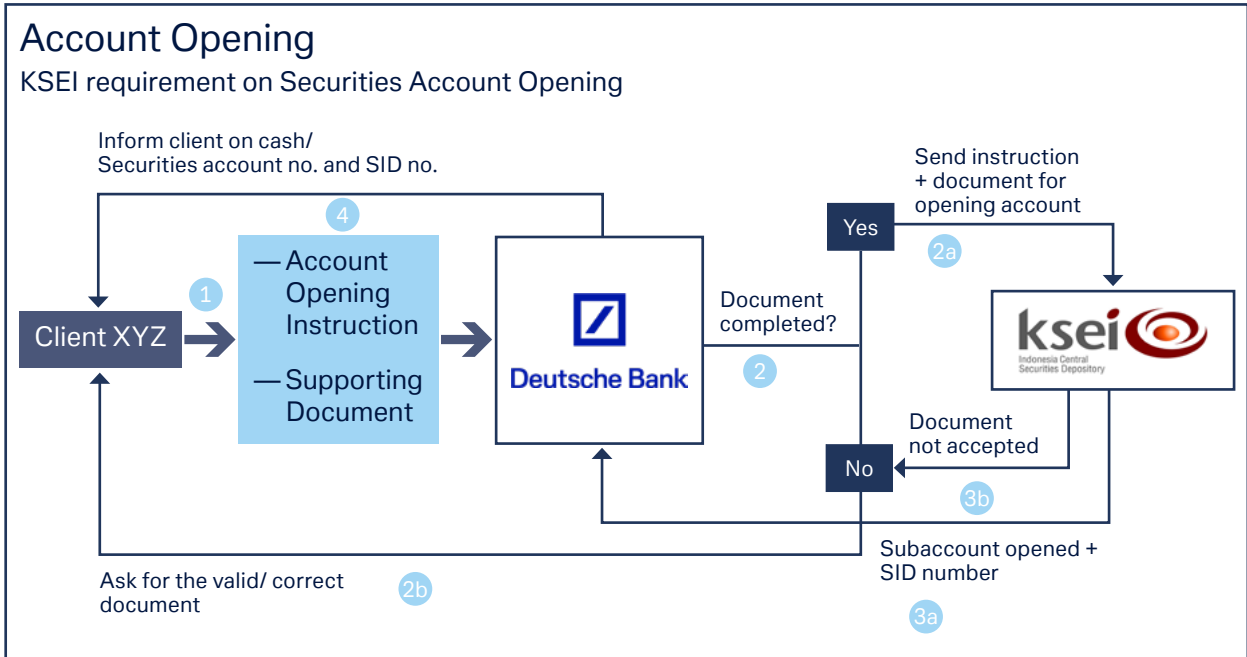 Account Opening
KSEI requirement on Securities Account Opening
Inform client on cash/
Securities account no. and SID no.
4
Send instruction
+ document for
opening account
Yes
2a
1
Client XYZ
— Account
Opening
Instruction
— Supporting
Document
Deutsche Bank
Document
completed?
2
ksei
Indonesia Central
Securities Depository
Document
not accepted
No
3b
Subaccount opened +
SID number
3a
Ask for the valid/ correct
document
2b